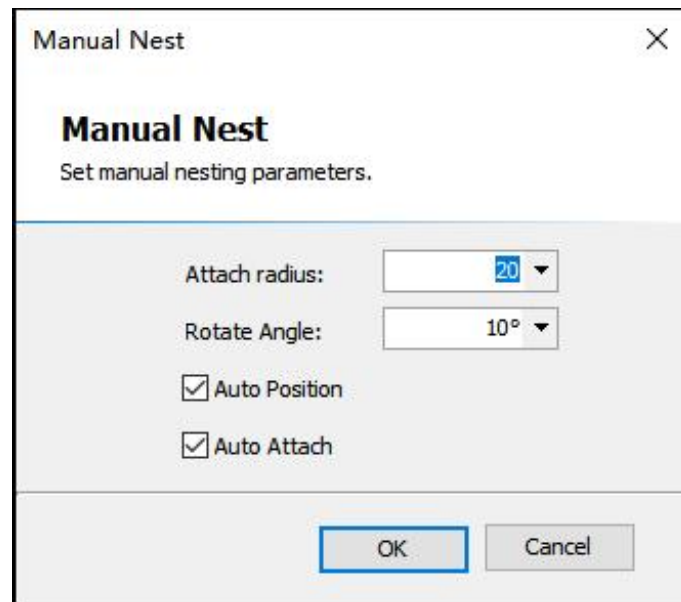 Manual Nest
Manual Nest
Set manual nesting parameters.
Attach radius: 20
Rotate Angle: 10°
Auto Position
Auto Attach
OK Cancel